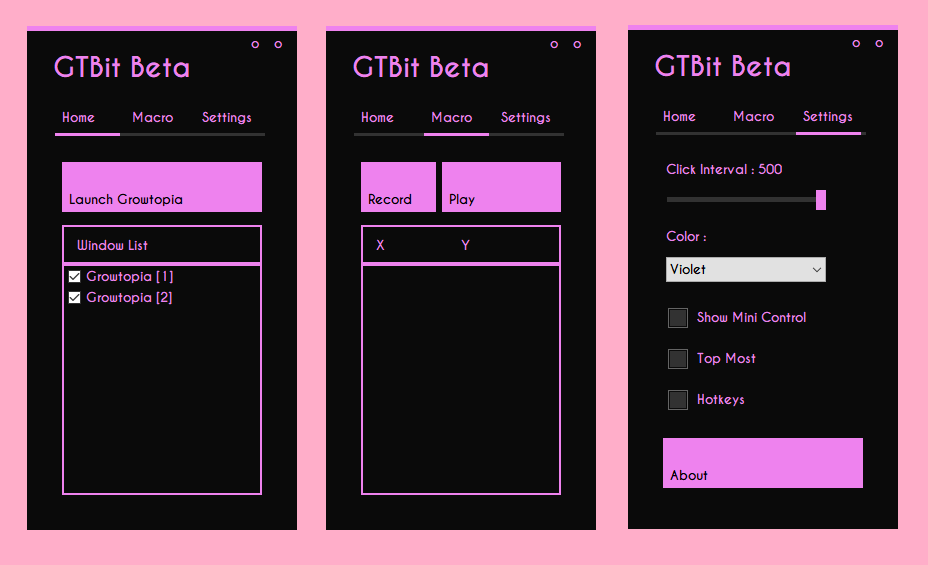 GTBit Beta
Home Macro Settings
Launch Growtopia
Window List
Growtopia [1]
Growtopia [2]
GTBit Beta
Home Macro Settings
Record Play
X Y
GTBit Beta
Home Macro Settings
Click Interval : 500
Color :
Violet
Show Mini Control
Top Most
Hotkeys
About